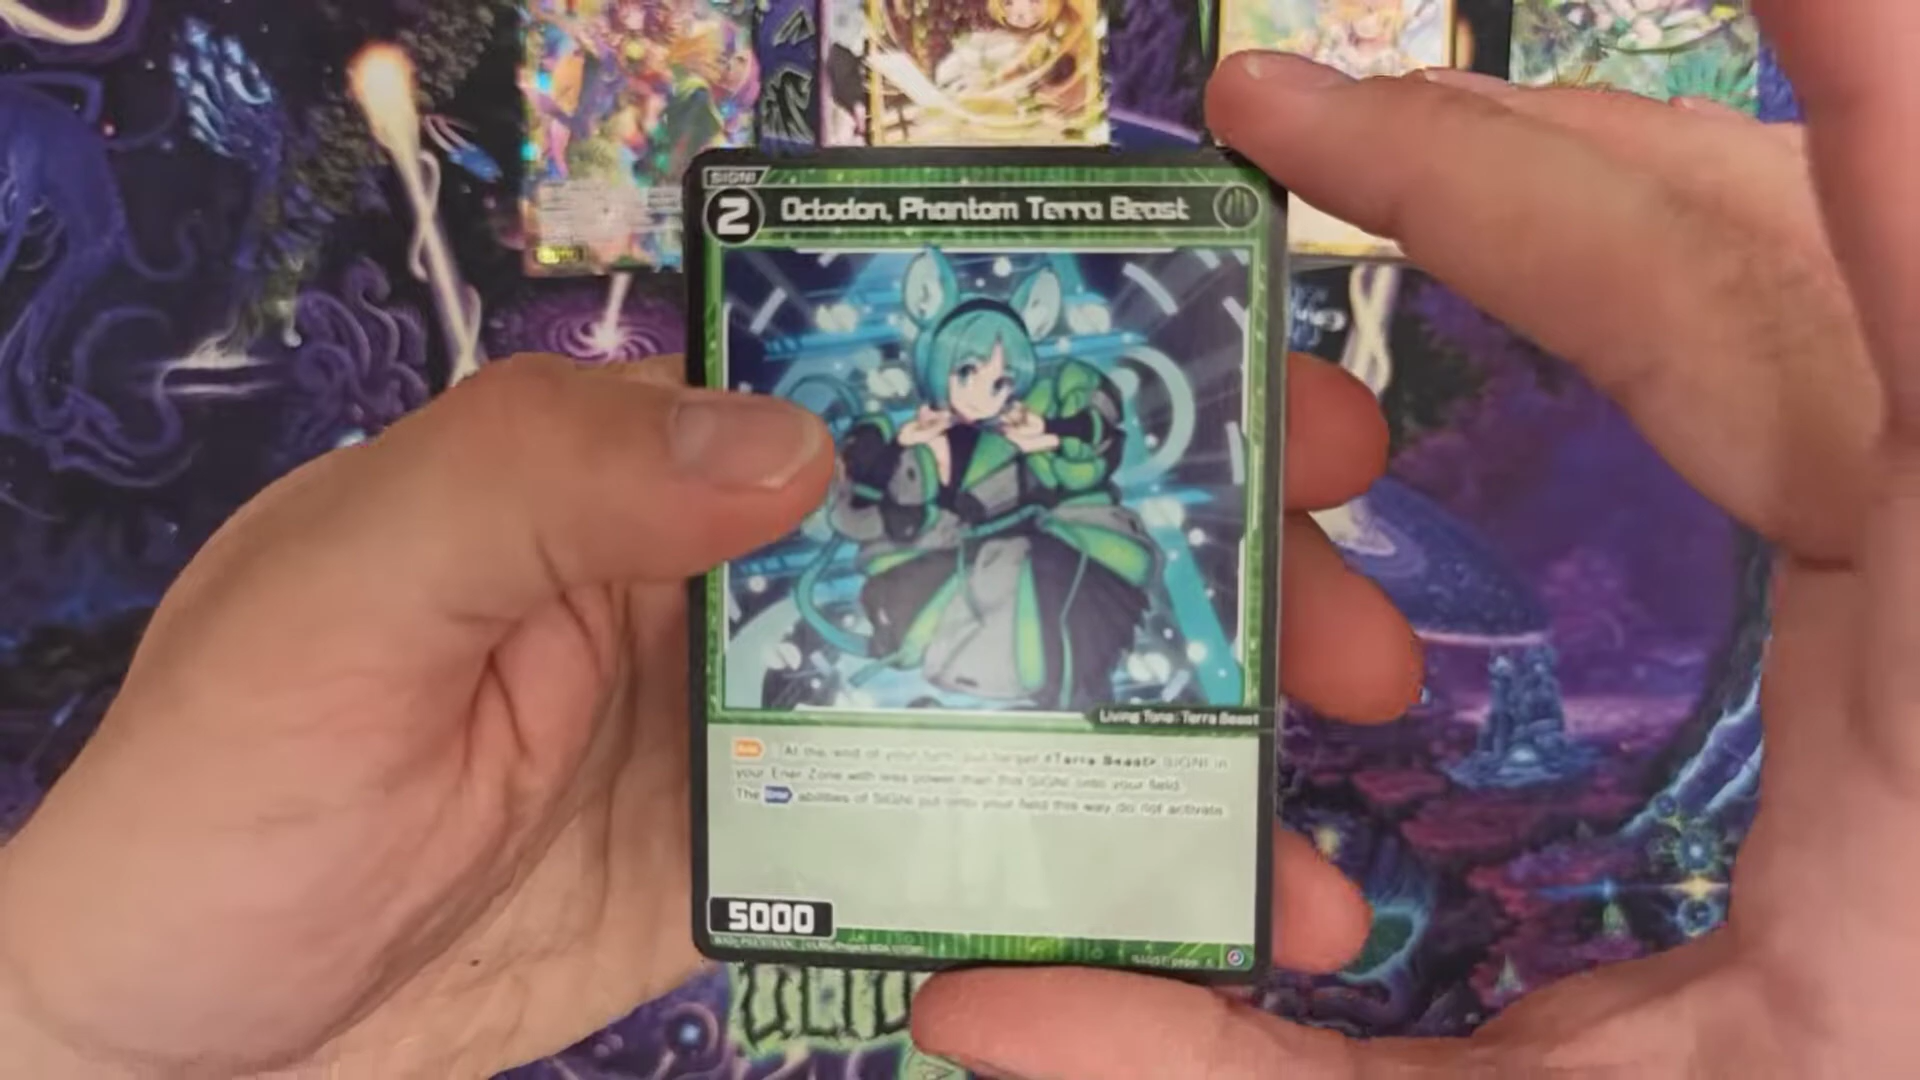 SIGNI
2 Octodon, Phantom Terra Beast
Living Tone: Terra Beast
At the end of your turn, put target <Terra Beast> SIGNI in
your Ener Zone with less power than this SIGNI onto your field.
The abilities of SIGNI put onto your field this way do not activate.
5000